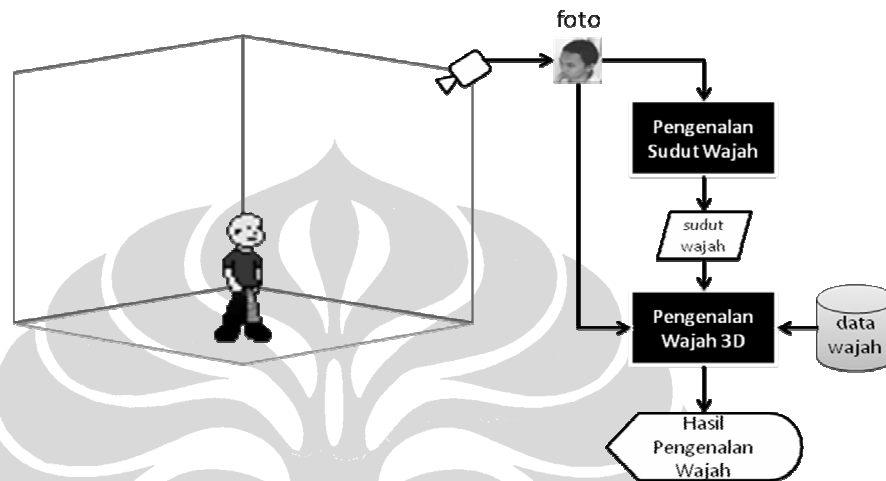 foto
Pengenalan
Sudut Wajah
sudut
wajah
Pengenalan
Wajah 3D
data
wajah
Hasil
Pengenalan
Wajah